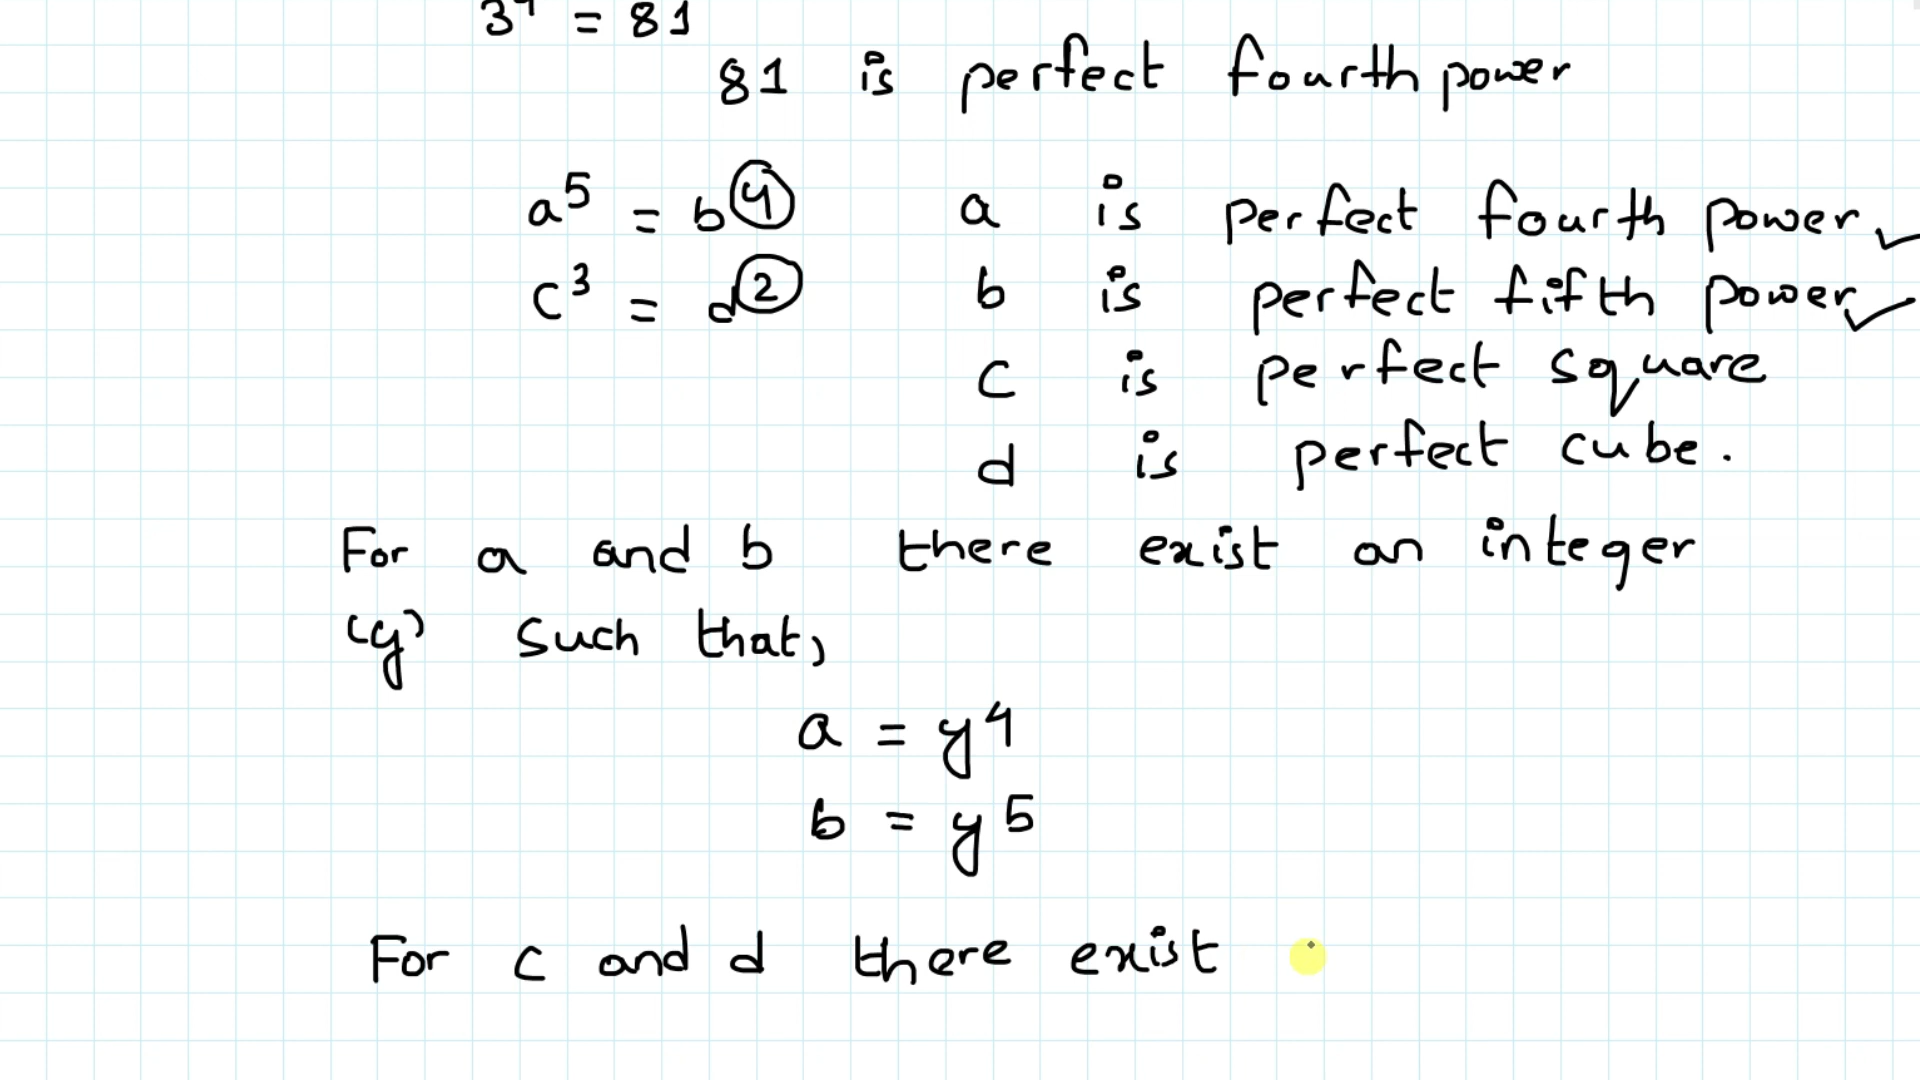 3⁴ = 81
81 is perfect fourth power
a⁵ = b⁴ a is perfect fourth power ✓
c³ = d² b is perfect fifth power ✓
c is perfect square
d is perfect cube.
For a and b there exist an integer
'y' such that,
a = y⁴
b = y⁵
For c and d there exist